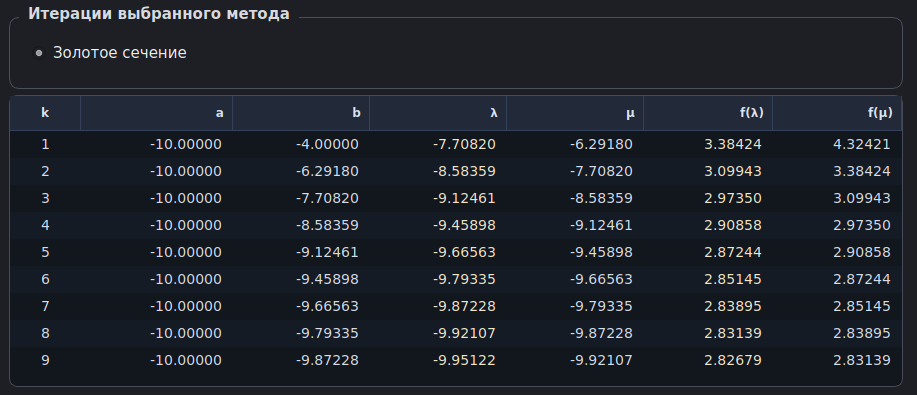 Итерации выбранного метода
Золотое сечение
k a b λ μ f(λ) f(μ)
1 -10.00000 -4.00000 -7.70820 -6.29180 3.38424 4.32421
2 -10.00000 -6.29180 -8.58359 -7.70820 3.09943 3.38424
3 -10.00000 -7.70820 -9.12461 -8.58359 2.97350 3.09943
4 -10.00000 -8.58359 -9.45898 -9.12461 2.90858 2.97350
5 -10.00000 -9.12461 -9.66563 -9.45898 2.87244 2.90858
6 -10.00000 -9.45898 -9.79335 -9.66563 2.85145 2.87244
7 -10.00000 -9.66563 -9.87228 -9.79335 2.83895 2.85145
8 -10.00000 -9.79335 -9.92107 -9.87228 2.83139 2.83895
9 -10.00000 -9.87228 -9.95122 -9.92107 2.82679 2.83139